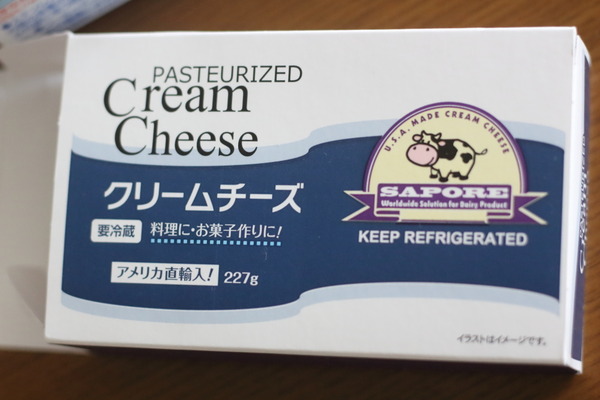 PASTEURIZED
Cream
Cheese
クリームチーズ
要冷蔵
料理に・お菓子作りに!
アメリカ直輸入!
227g
U.S.A. MADE CREAM CHEESE
SAPORE
Worldwide Solution for Dairy Product
KEEP REFRIGERATED
イラストはイメージです。